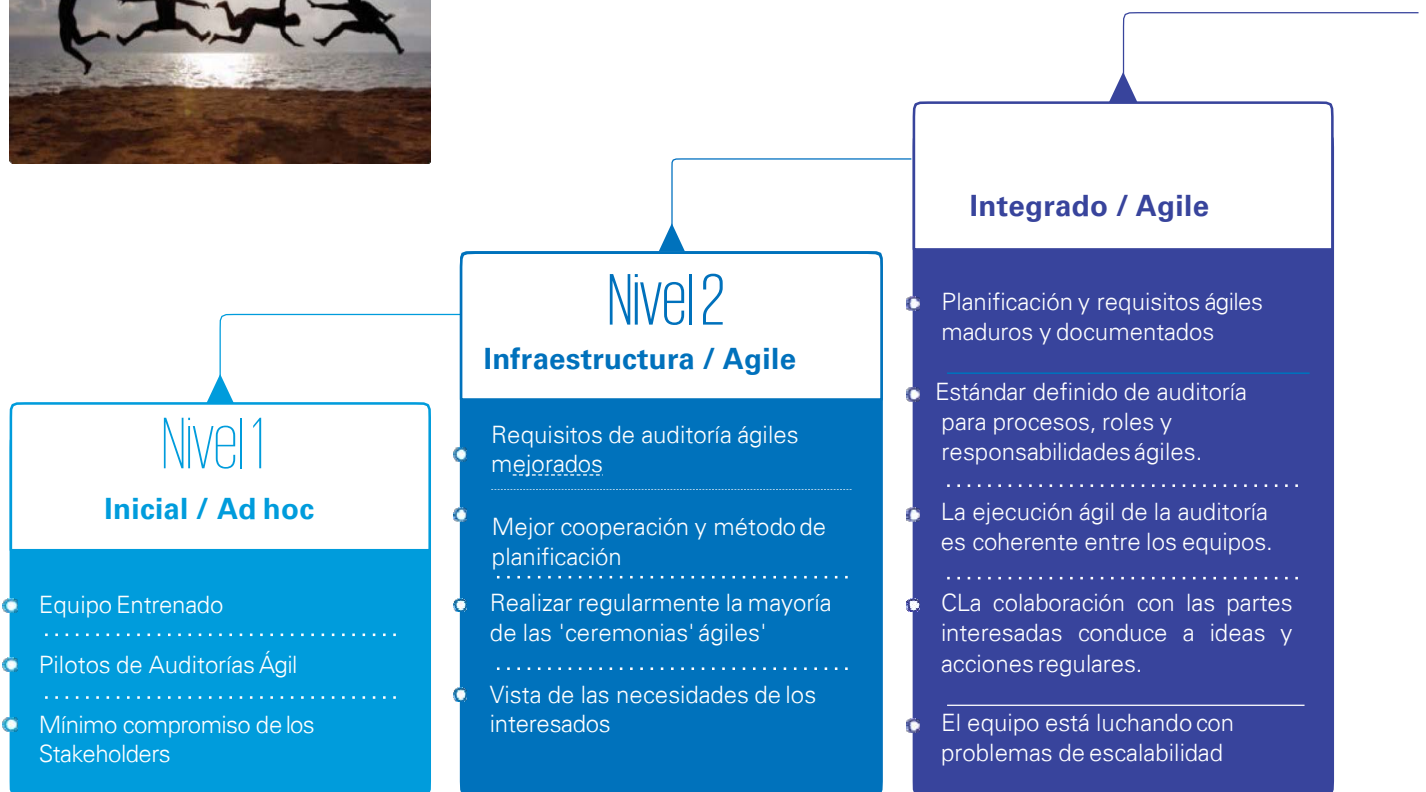 Nivel 1
Inicial / Ad hoc
Equipo Entrenado
Pilotos de Auditorías Ágil
Mínimo compromiso de los
Stakeholders
Nivel 2
Infraestructura / Agile
Requisitos de auditoría ágiles
mejorados
Mejor cooperación y método de
planificación
Realizar regularmente la mayoría
de las 'ceremonias' ágiles'
Vista de las necesidades de los
interesados
Integrado / Agile
Planificación y requisitos ágiles
maduros y documentados
Estándar definido de auditoría
para procesos, roles y
responsabilidades ágiles.
La ejecución ágil de la auditoría
es coherente entre los equipos.
CLa colaboración con las partes
interesadas conduce a ideas y
acciones regulares.
El equipo está luchando con
problemas de escalabilidad